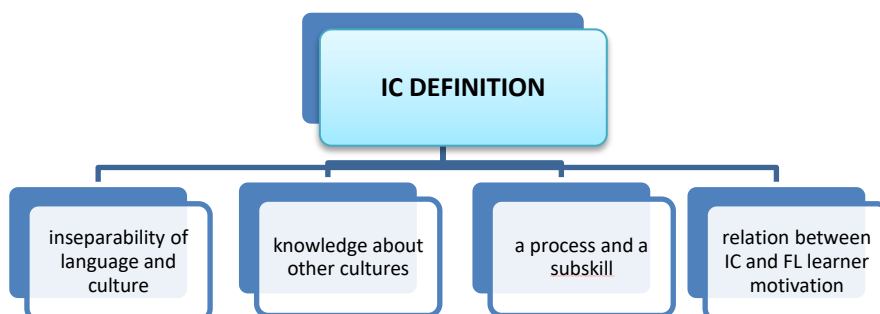 IC DEFINITION
inseparability of
language and
culture
knowledge about
other cultures
a process and a
subskill
relation between
IC and FL learner
motivation